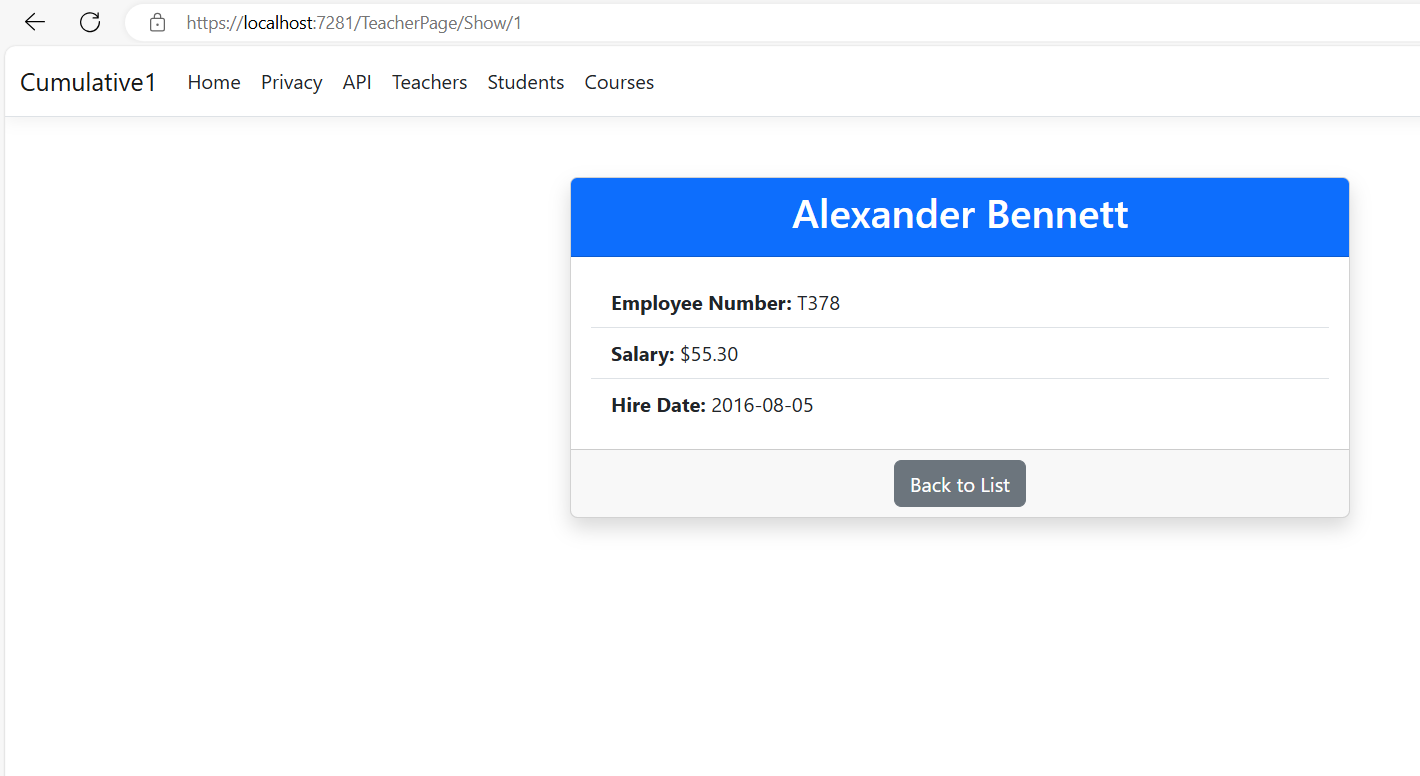 https://localhost:7281/TeacherPage/Show/1
Cumulative1 Home Privacy API Teachers Students Courses
Alexander Bennett
Employee Number: T378
Salary: $55.30
Hire Date: 2016-08-05
Back to List